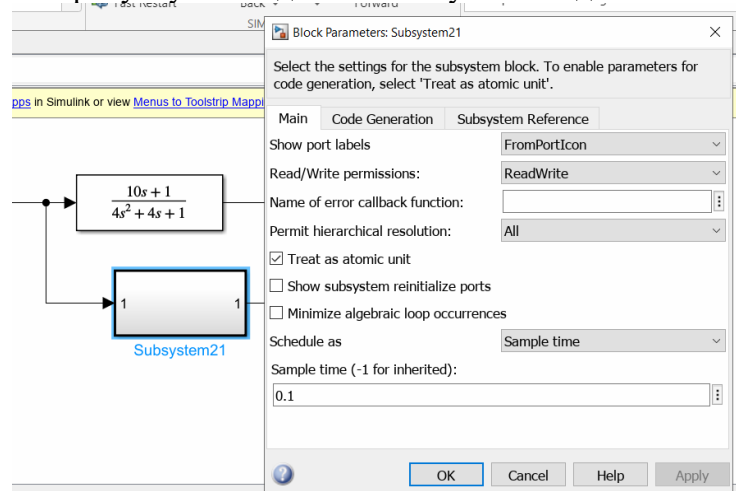 Fast Restart
Back
Forward
SIM
Block Parameters: Subsystem21
Select the settings for the subsystem block. To enable parameters for
code generation, select 'Treat as atomic unit'.
pps in Simulink or view Menus to Toolstrip Mappi
Main Code Generation Subsystem Reference
Show port labels FromPortIcon
Read/Write permissions: ReadWrite
Name of error callback function:
Permit hierarchical resolution: All
Treat as atomic unit
Show subsystem reinitialize ports
Minimize algebraic loop occurrences
Schedule as Sample time
Sample time (-1 for inherited):
0.1
OK Cancel Help Apply
10s + 1
4s² + 4s + 1
1 1
Subsystem21